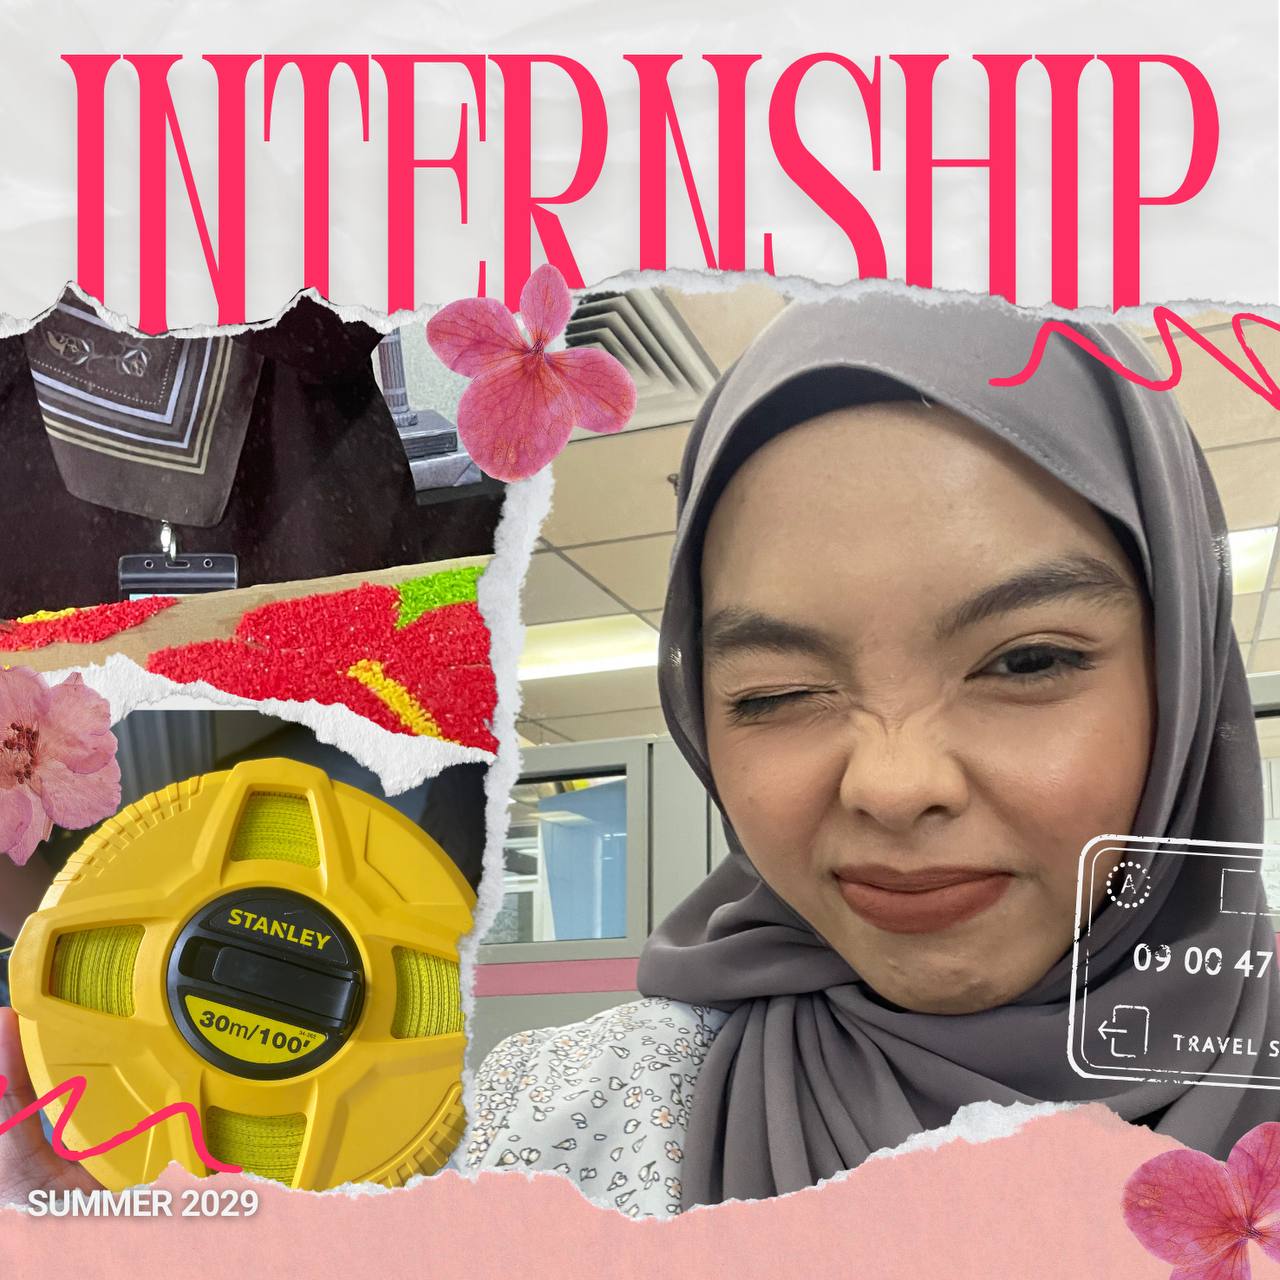 INTERNSHIP
STANLEY
30m/100'
09 00 47
TRAVEL S
A
SUMMER 2029